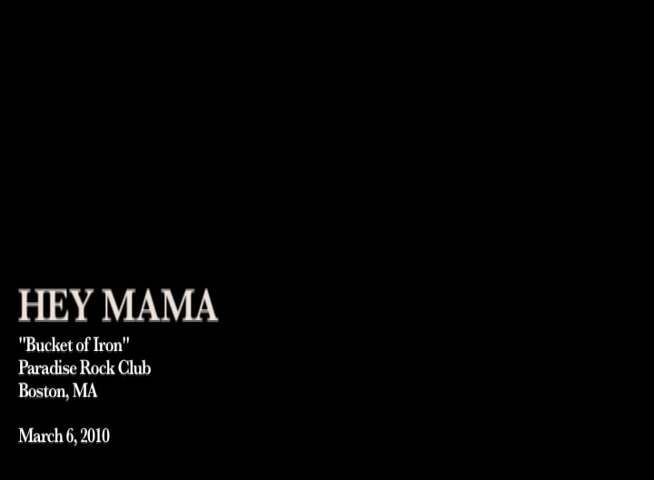 HEY MAMA
"Bucket of Iron"
Paradise Rock Club
Boston, MA
March 6, 2010